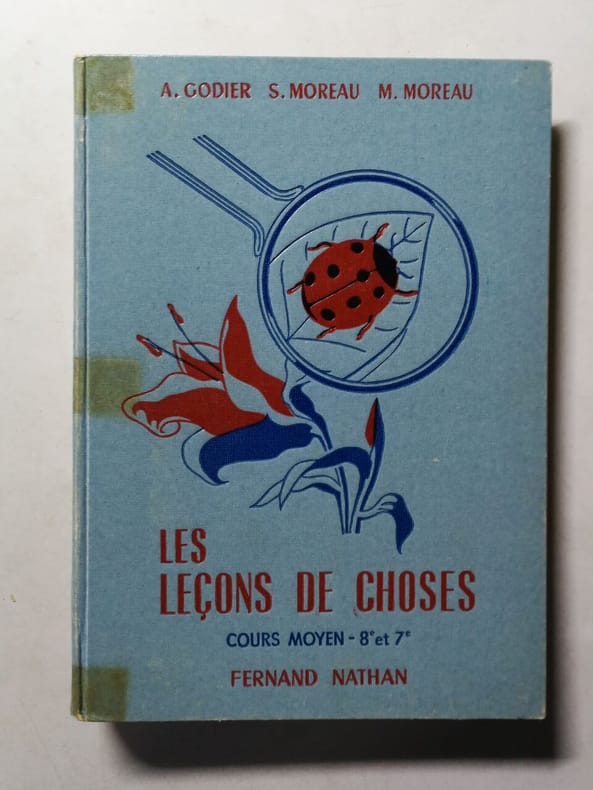 A. GODIER S. MOREAU M. MOREAU
LES
LEÇONS DE CHOSES
COURS MOYEN - 8e et 7e
FERNAND NATHAN